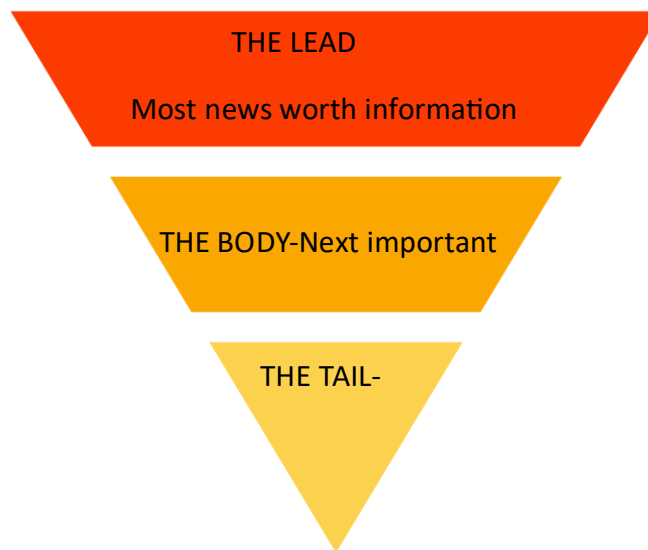 THE LEAD
Most news worth information
THE BODY-Next important
THE TAIL-